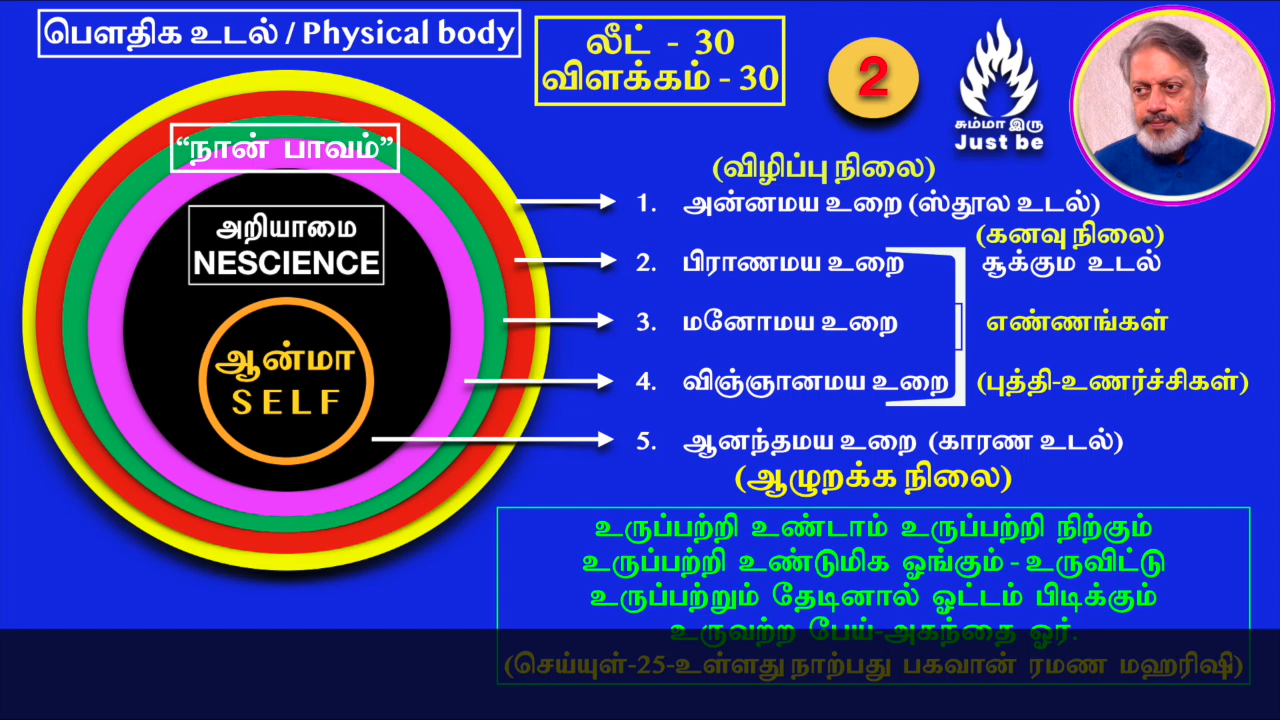 பௌதிக உடல் / Physical body
லீட் - 30
விளக்கம் - 30
2
சும்மா இரு
Just be
“நான் பாவம்”
அறியாமை
NESCIENCE
ஆன்மா
SELF
(விழிப்பு நிலை)
1. அன்னமய உறை (ஸ்தூல உடல்)
(கனவு நிலை)
2. பிராணமய உறை சூக்கும உடல்
3. மனோமய உறை எண்ணங்கள்
4. விஞ்ஞானமய உறை (புத்தி-உணர்ச்சிகள்)
5. ஆனந்தமய உறை (காரண உடல்)
(ஆழுறக்க நிலை)
உருப்பற்றி உண்டாம் உருப்பற்றி நிற்கும்
உருப்பற்றி உண்டுமிக ஓங்கும் - உருவிட்டு
உருப்பற்றும் தேடினால் ஓட்டம் பிடிக்கும்
உருவற்ற பேய்-அகந்தை ஓர்.
(செய்யுள்-25-உள்ளது நாற்பது பகவான் ரமண மஹரிஷி)